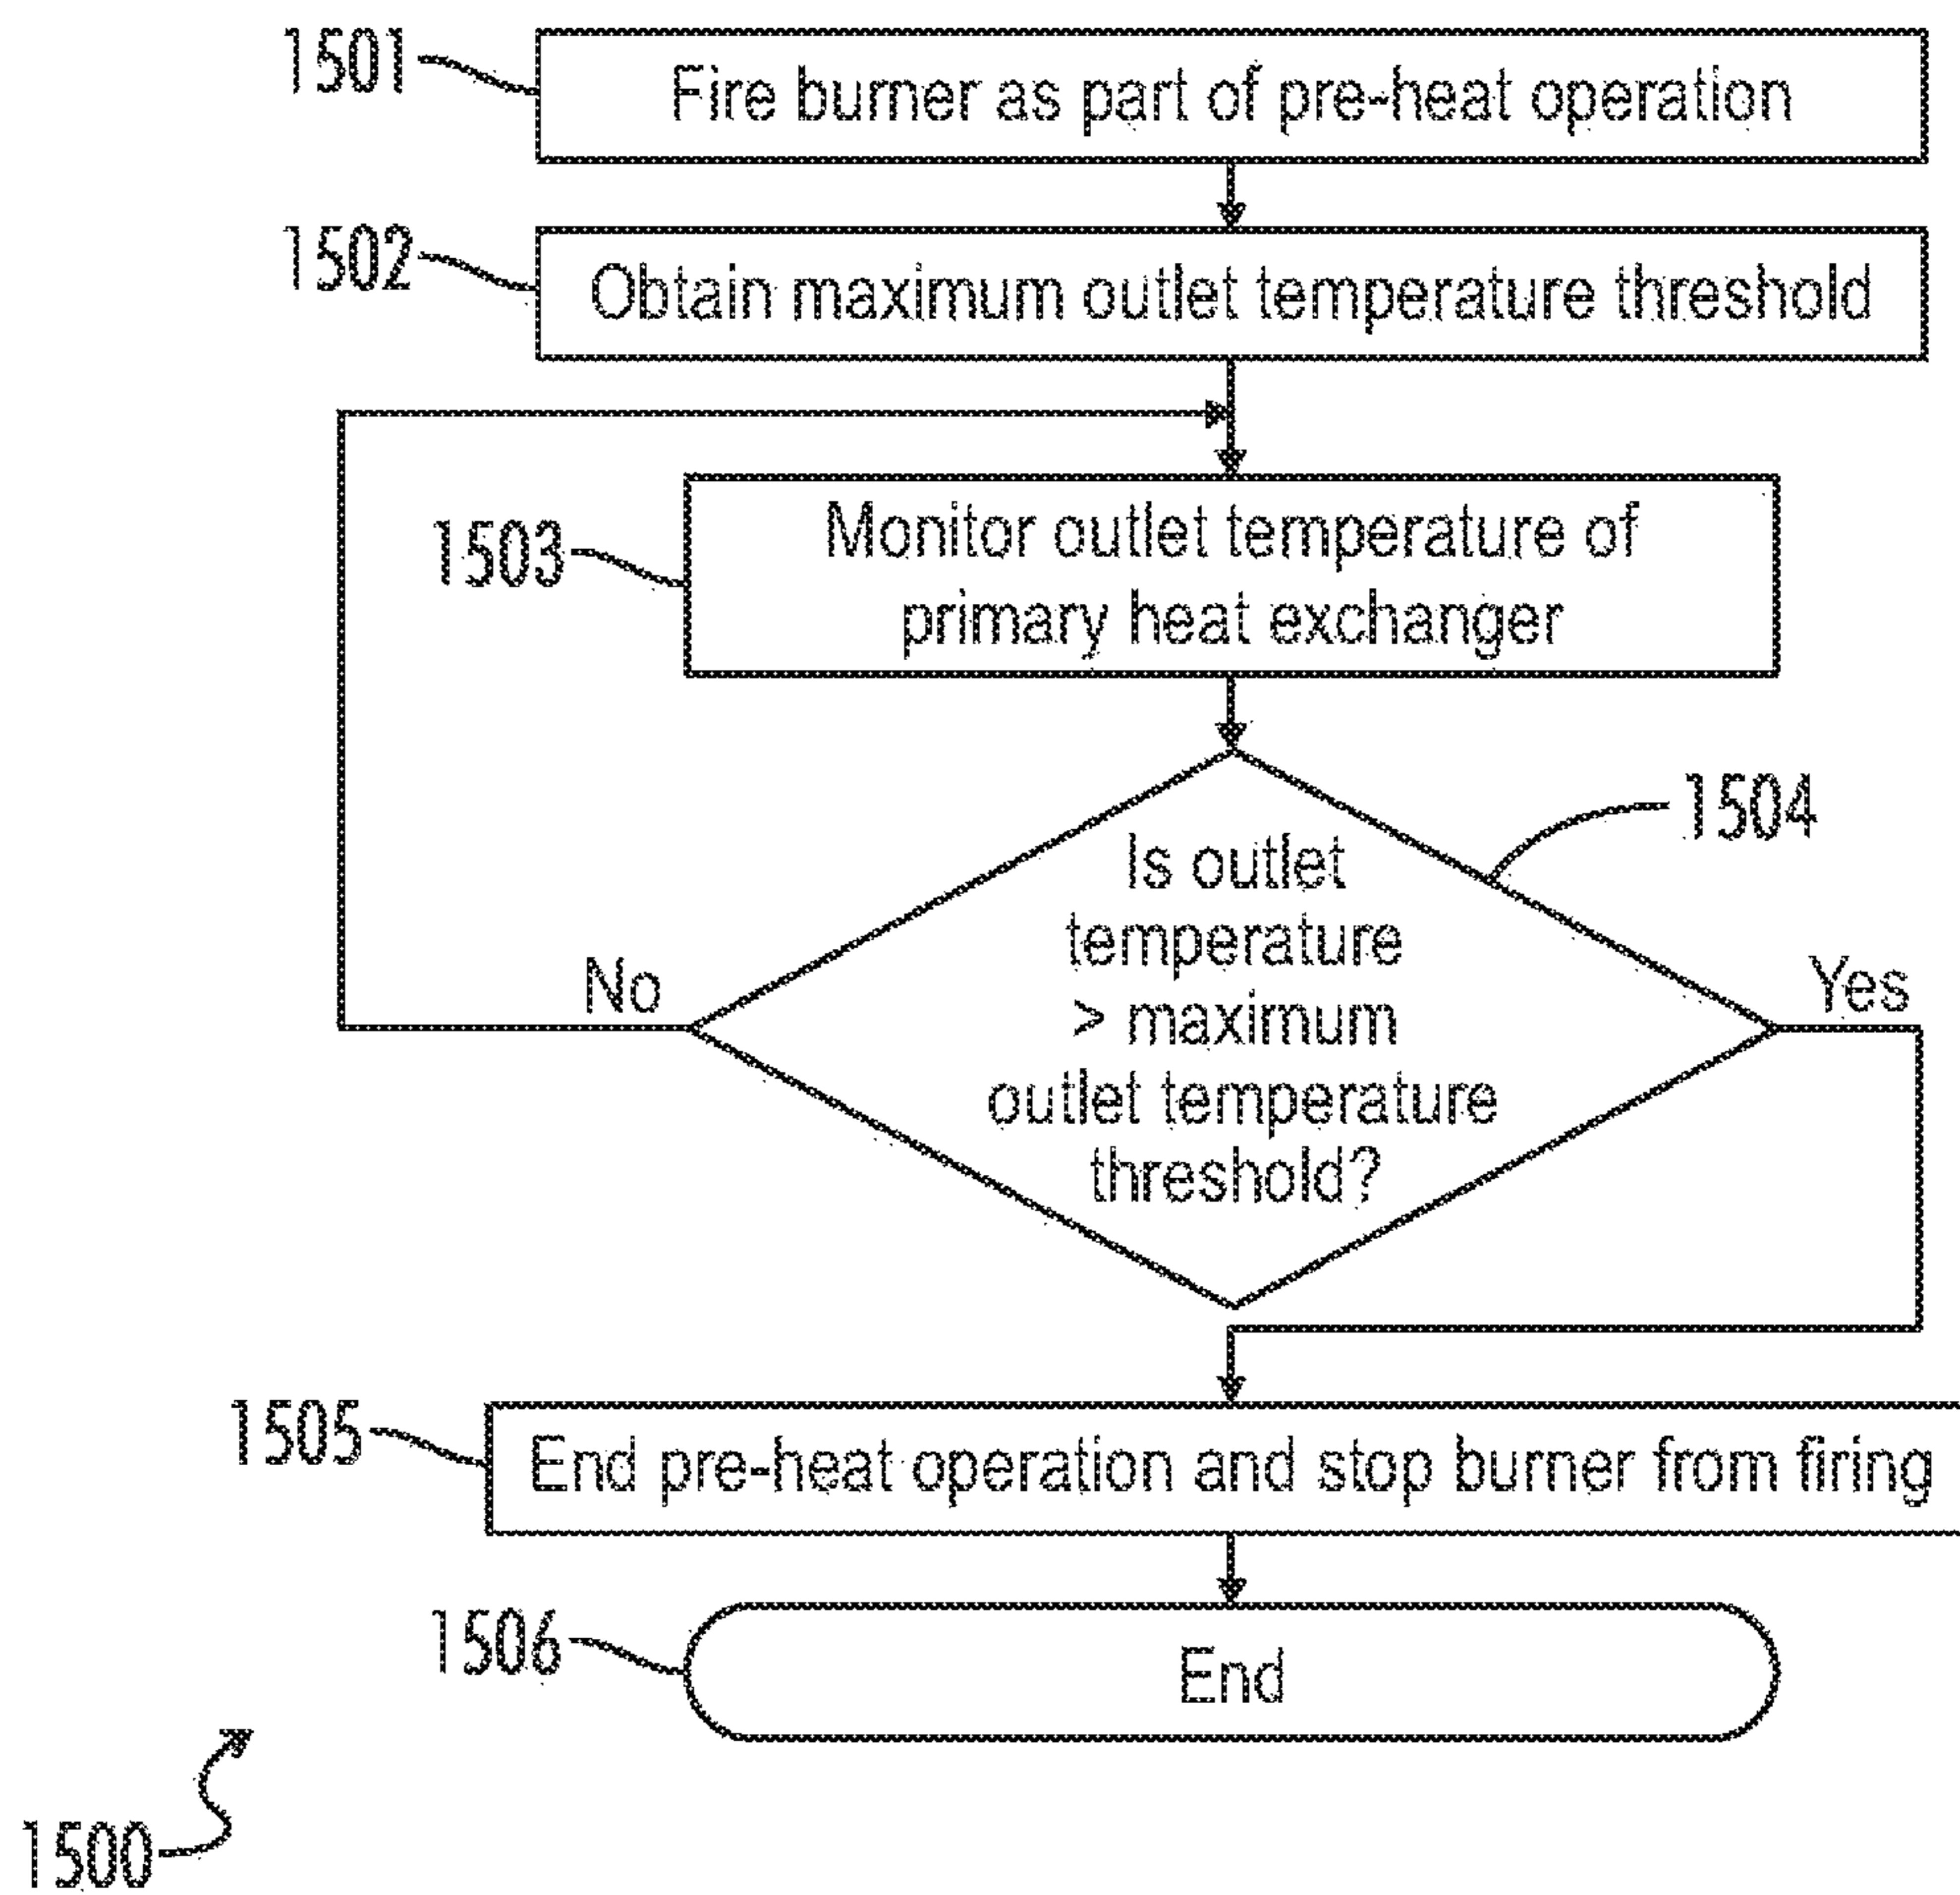 1501
Fire burner as part of pre-heat operation
1502
Obtain maximum outlet temperature threshold
1503
Monitor outlet temperature of
primary heat exchanger
1504
Is outlet
temperature
> maximum
outlet temperature
threshold?
No
Yes
1505
End pre-heat operation and stop burner from firing
1506
End
1500